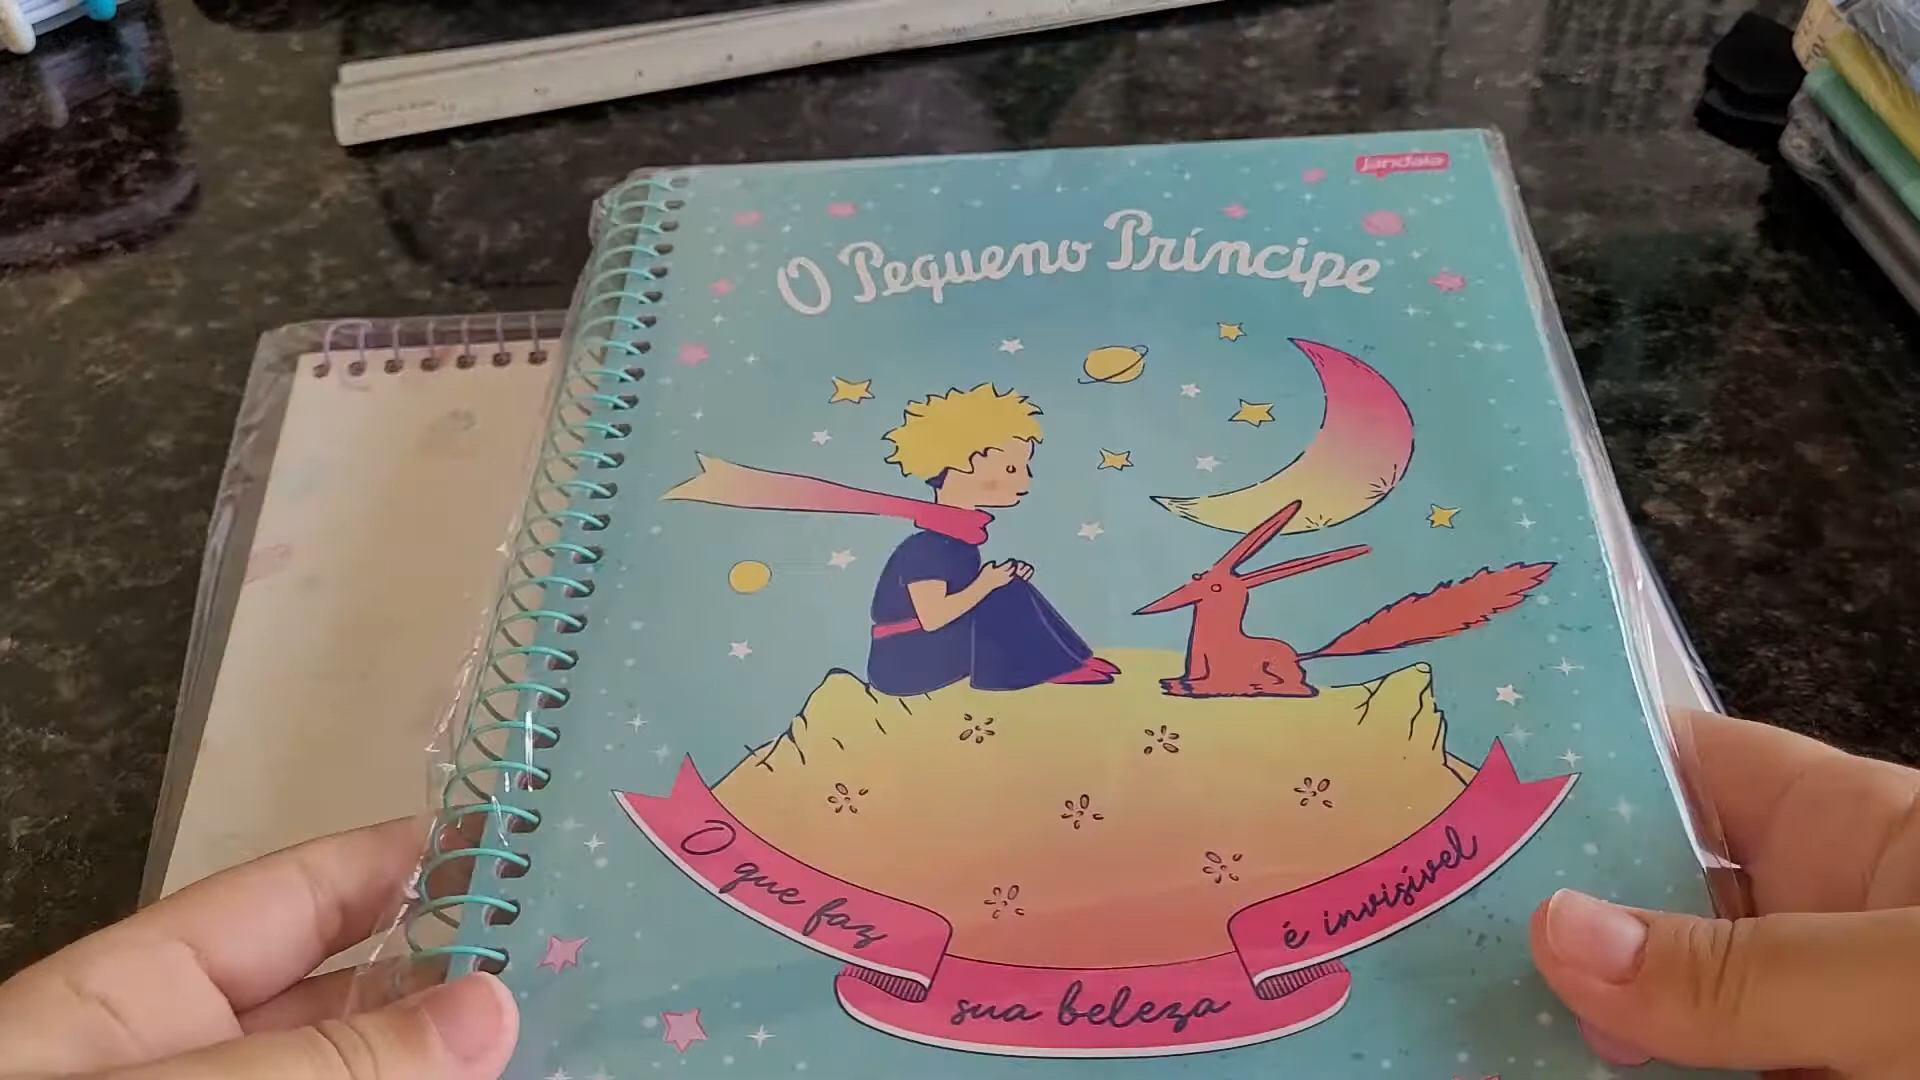 Jandaia
O Pequeno Príncipe
O que faz
sua beleza
é invisível